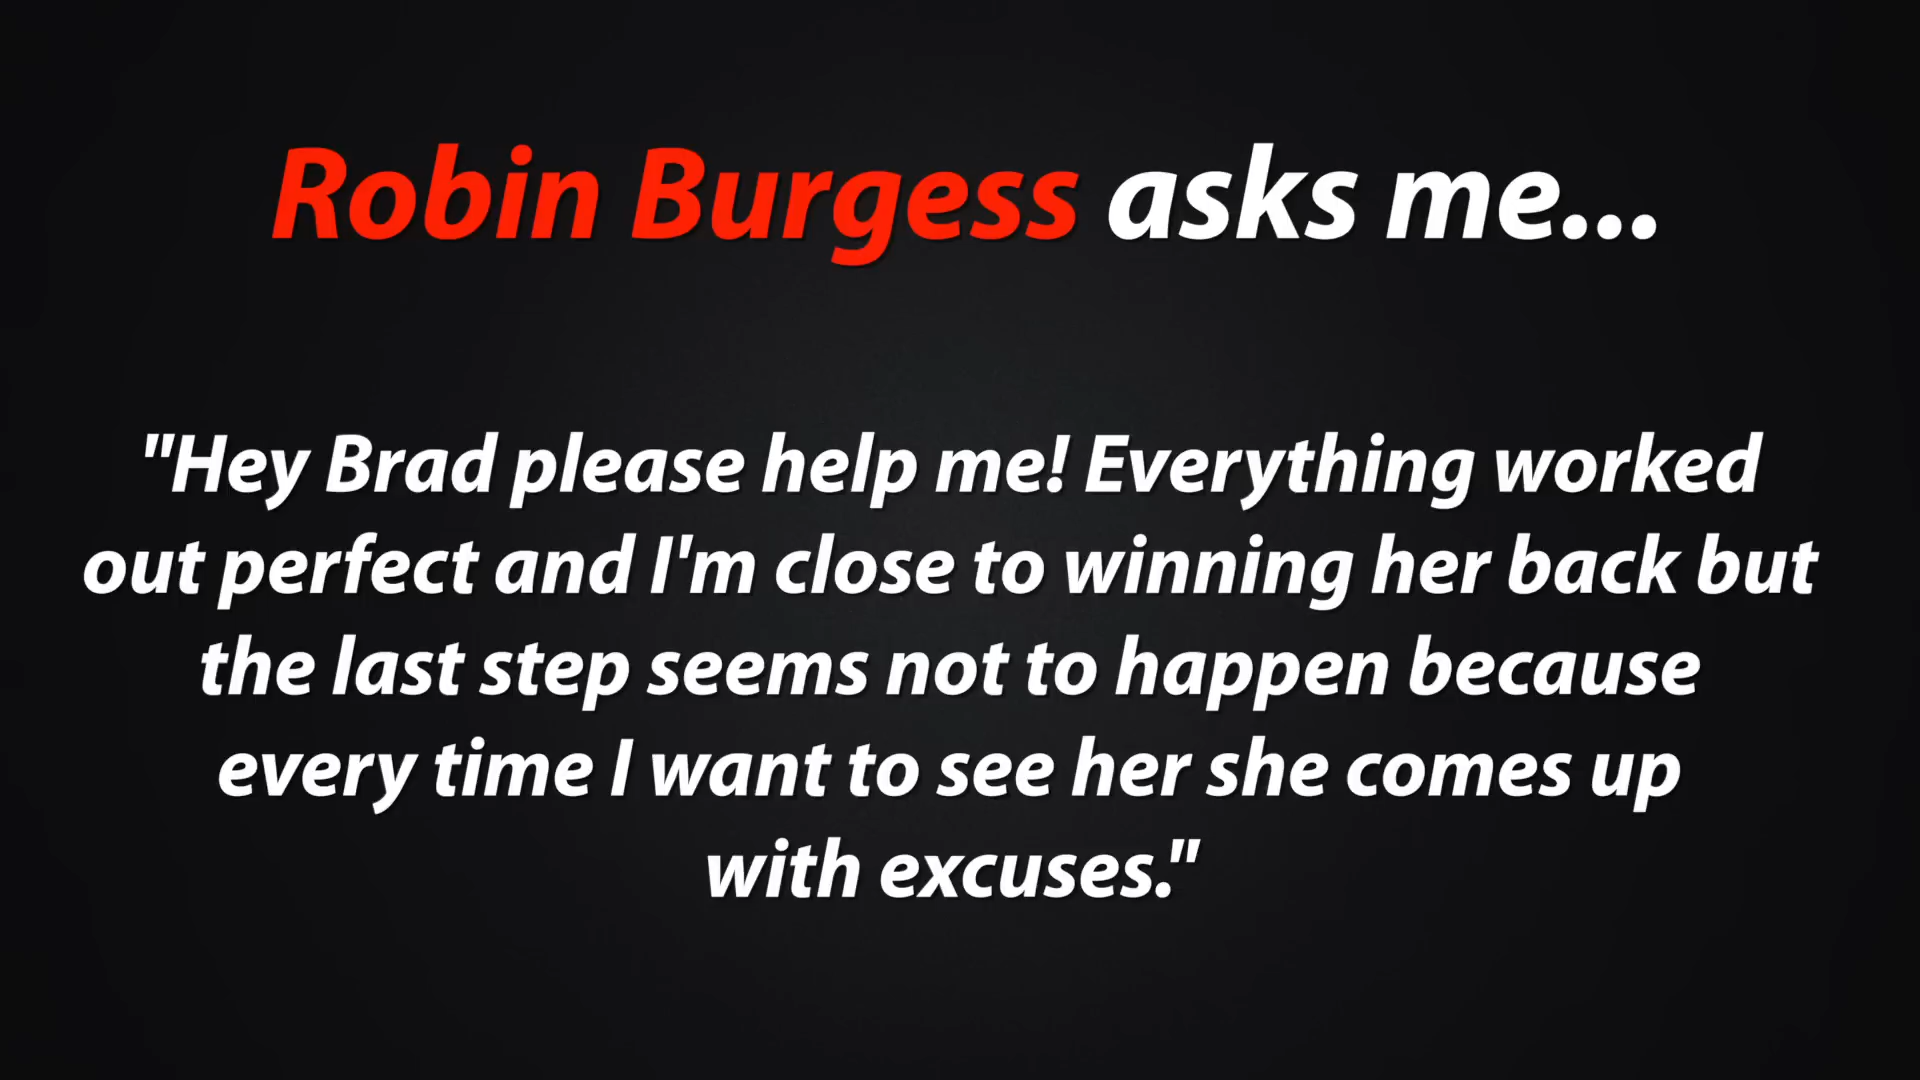 Robin Burgess asks me...
"Hey Brad please help me! Everything worked
out perfect and I'm close to winning her back but
the last step seems not to happen because
every time I want to see her she comes up
with excuses."